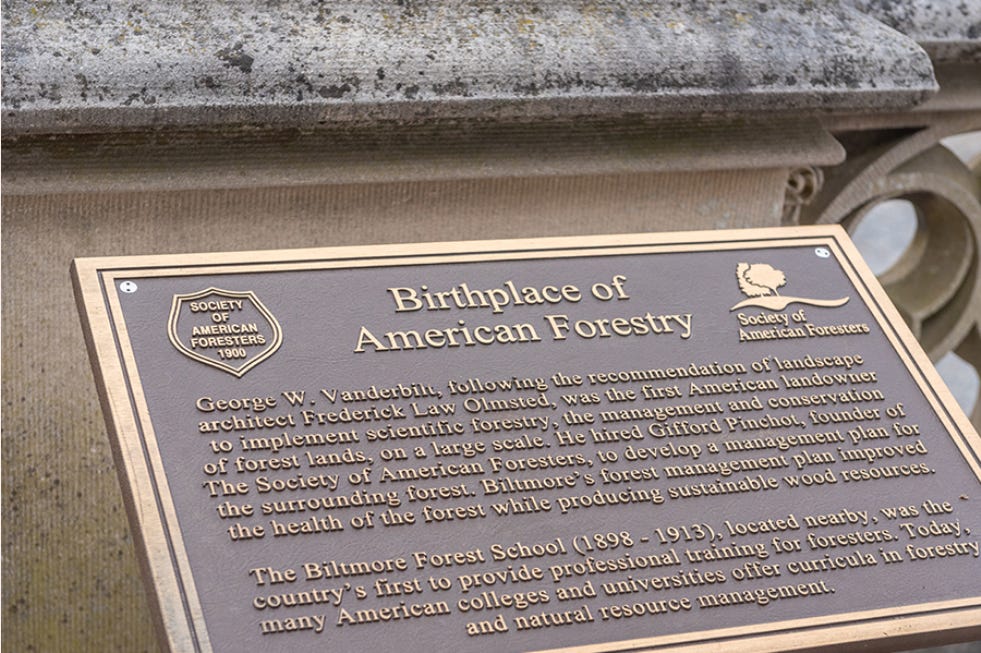 SOCIETY
OF
AMERICAN
FORESTERS
1900
Birthplace of
American Forestry
Society of
American Foresters
George W. Vanderbilt, following the recommendation of landscape
architect Frederick Law Olmsted, was the first American landowner
to implement scientific forestry, the management and conservation
of forest lands, on a large scale. He hired Gifford Pinchot, founder of
The Society of American Foresters, to develop a management plan for
the surrounding forest. Biltmore's forest management plan improved
the health of the forest while producing sustainable wood resources.
The Biltmore Forest School (1898 - 1913), located nearby, was the
country's first to provide professional training for foresters. Today,
many American colleges and universities offer curricula in forestry
and natural resource management.